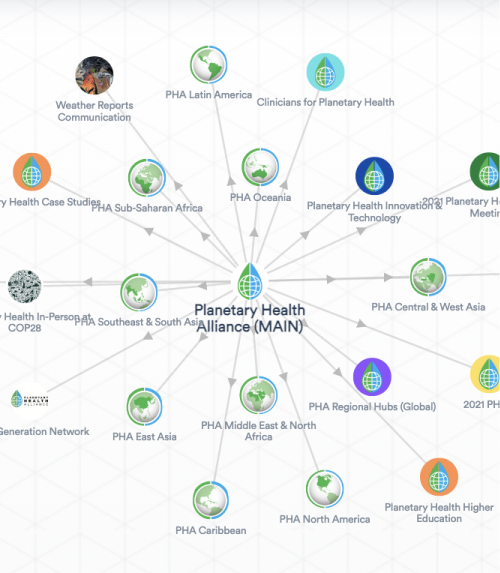 Weather Reports
Communication
PHA Latin America
Clinicians for Planetary Health
ry Health Case Studies
PHA Sub-Saharan Africa
PHA Oceania
Planetary Health Innovation &
Technology
2021 Planetary He
Meetin
y Health In-Person at
COP28
PHA Southeast & South Asia
Planetary Health
Alliance (MAIN)
PHA Central & West Asia
PLANETARY
HEALTH
ALLIANCE
Generation Network
PHA East Asia
PHA Middle East & North
Africa
PHA Regional Hubs (Global)
2021 PH
PHA Caribbean
PHA North America
Planetary Health Higher
Education